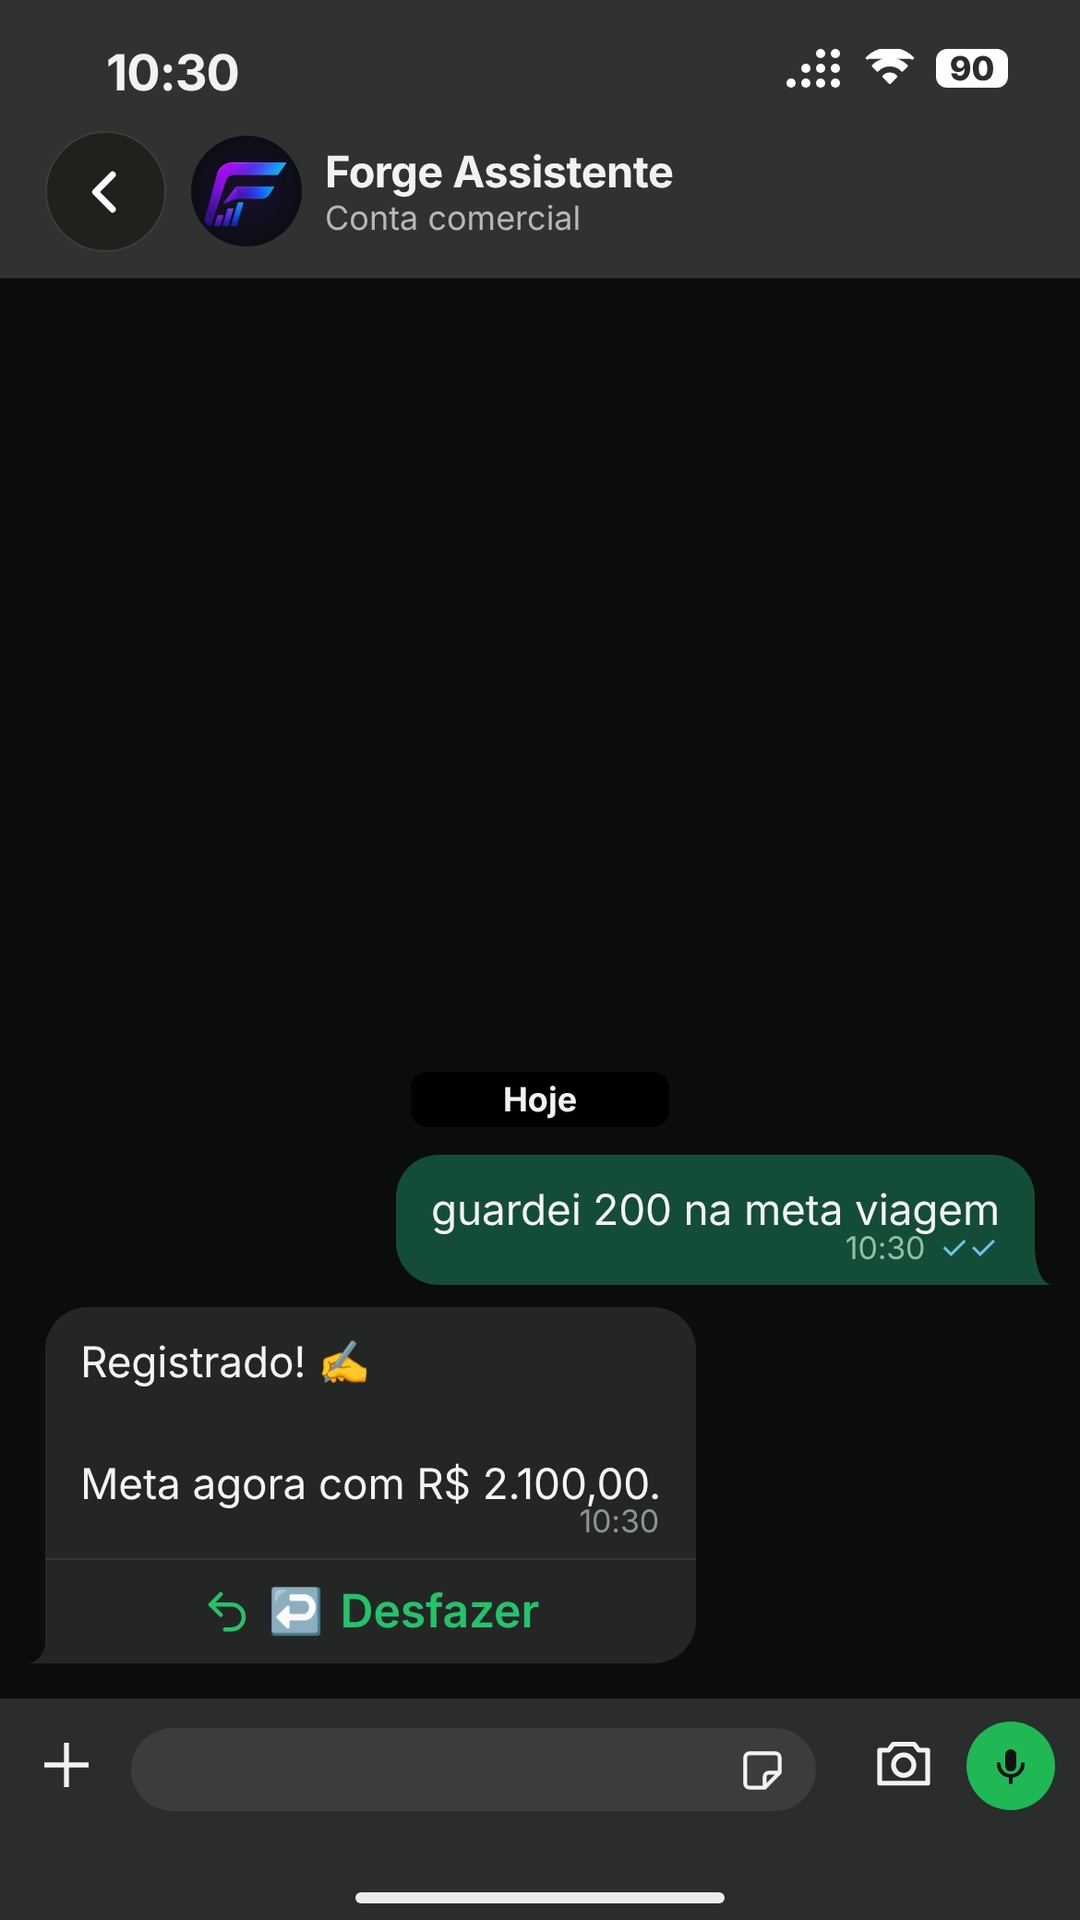 10:30
90
Forge Assistente
Conta comercial
Hoje
guardei 200 na meta viagem
10:30
Registrado! ✍️
Meta agora com R$ 2.100,00.
10:30
↩️ Desfazer